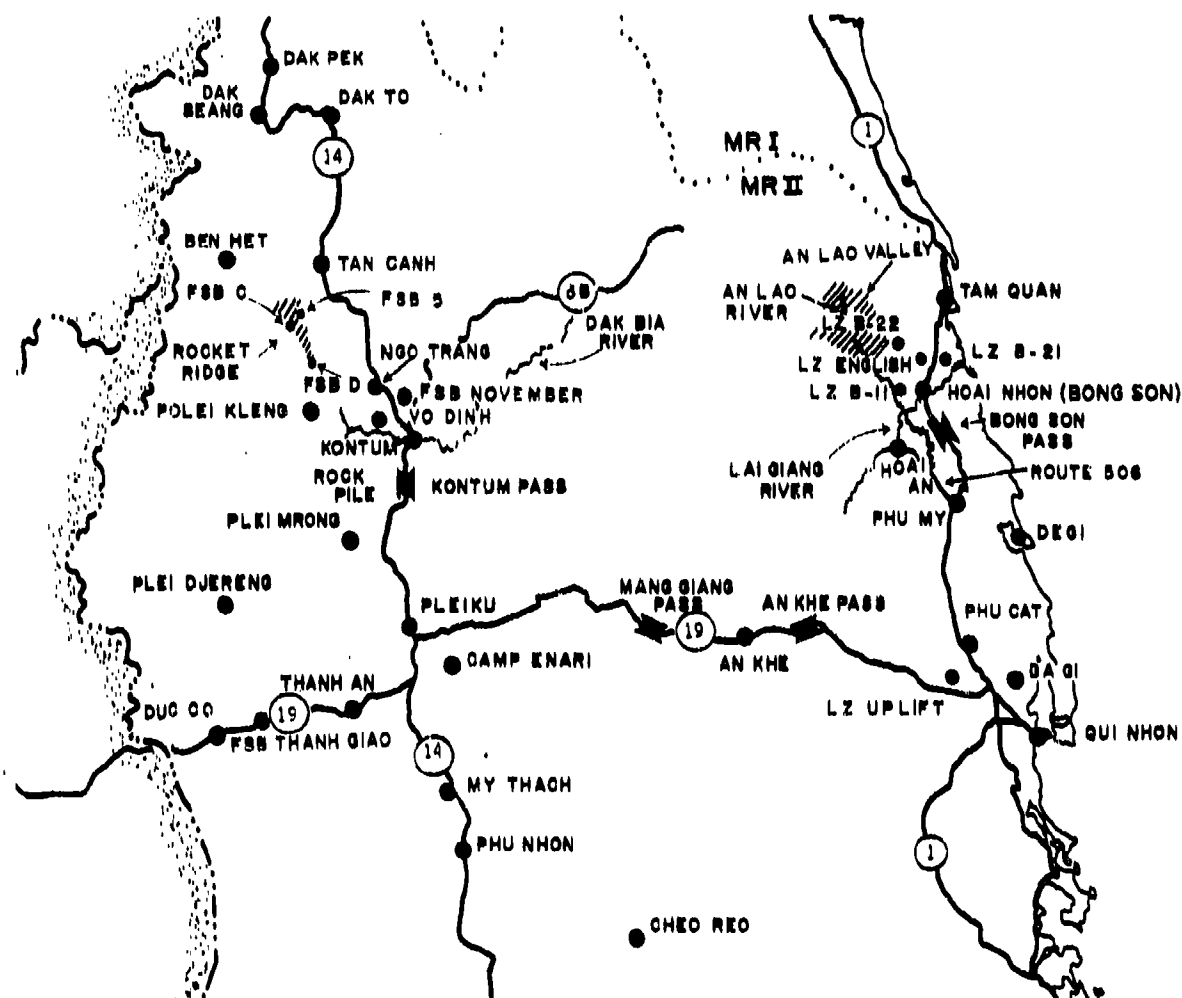 DAK PEK
DAK
SEANG
DAK TO
14
1
MR I
MR II
BEN HET
TAN CANH
AN LAO VALLEY
FSB C
FSB 5
5B
AN LAO
RIVER
TAM QUAN
DAK BIA
RIVER
LZ B-22
ROCKET
RIDGE
NGO TRANG
LZ ENGLISH
LZ B-21
FSB D
FSB NOVEMBER
LZ B-11
HOAI NHON (BONG SON)
POLEI KLENG
VO DINH
BONG SON
PASS
KONTUM
LAI GIANG
RIVER
HOAI
AN
ROUTE 506
ROCK
PILE
KONTUM PASS
PHU MY
PLEI MRONG
DEGI
PLEI DJERENG
PLEIKU
MANG GIANG
PASS
AN KHE PASS
PHU CAT
19
AN KHE
CAMP ENARI
DA GI
THANH AN
LZ UPLIFT
DUC CO
19
FSB THANH GIAO
QUI NHON
14
MY THACH
PHU NHON
1
CHEO REO